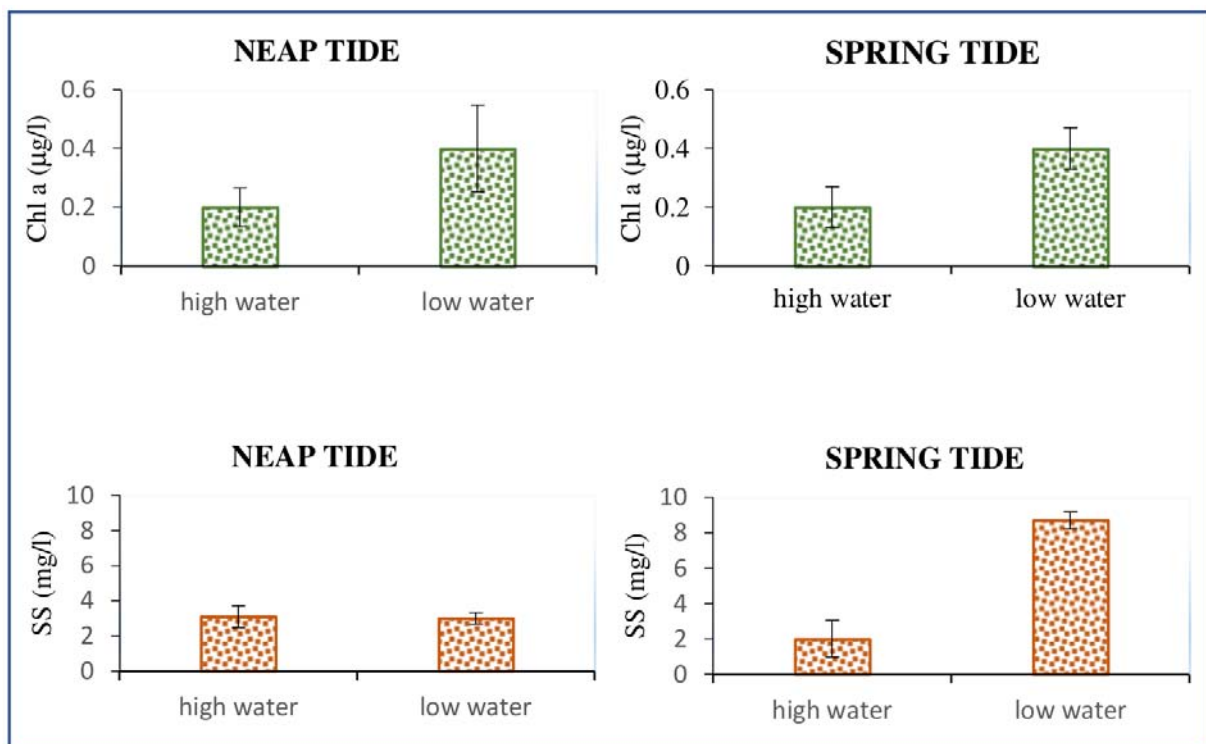 NEAP TIDE
0.6
0.4
0.2
0
Chl a (µg/l)
high water
low water
SPRING TIDE
0.6
0.4
0.2
0
Chl a (µg/l)
high water
low water
NEAP TIDE
10
8
6
4
2
0
SS (mg/l)
high water
low water
SPRING TIDE
10
8
6
4
2
0
SS (mg/l)
high water
low water